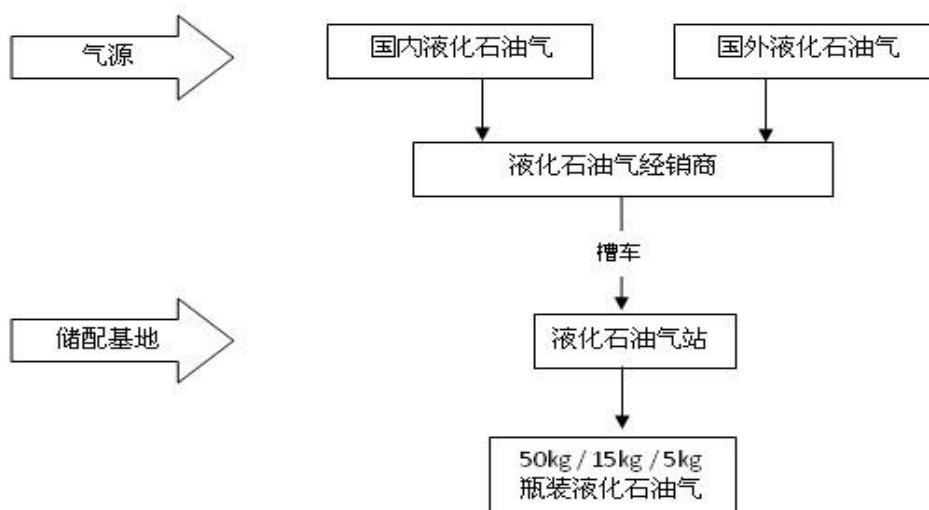 气源
国内液化石油气
国外液化石油气
液化石油气经销商
槽车
储配基地
液化石油气站
50kg / 15kg / 5kg
瓶装液化石油气